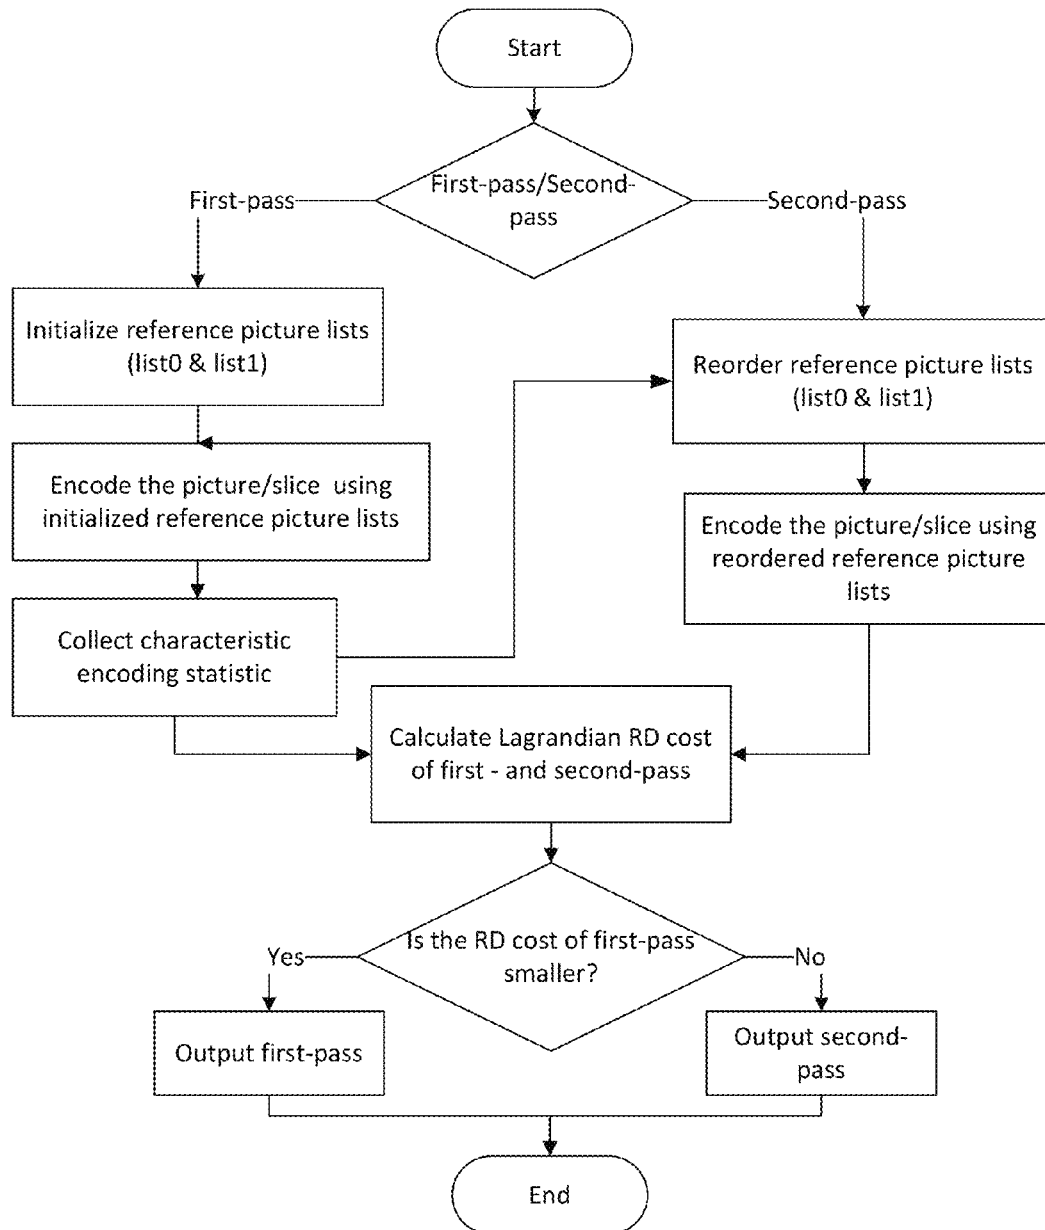 Start
First-pass/Second-
pass
First-pass
Second-pass
Initialize reference picture lists
(list0 & list1)
Reorder reference picture lists
(list0 & list1)
Encode the picture/slice using
initialized reference picture lists
Encode the picture/slice using
reordered reference picture
lists
Collect characteristic
encoding statistic
Calculate Lagrandian RD cost
of first - and second-pass
Is the RD cost of first-pass
smaller?
Yes
No
Output first-pass
Output second-
pass
End